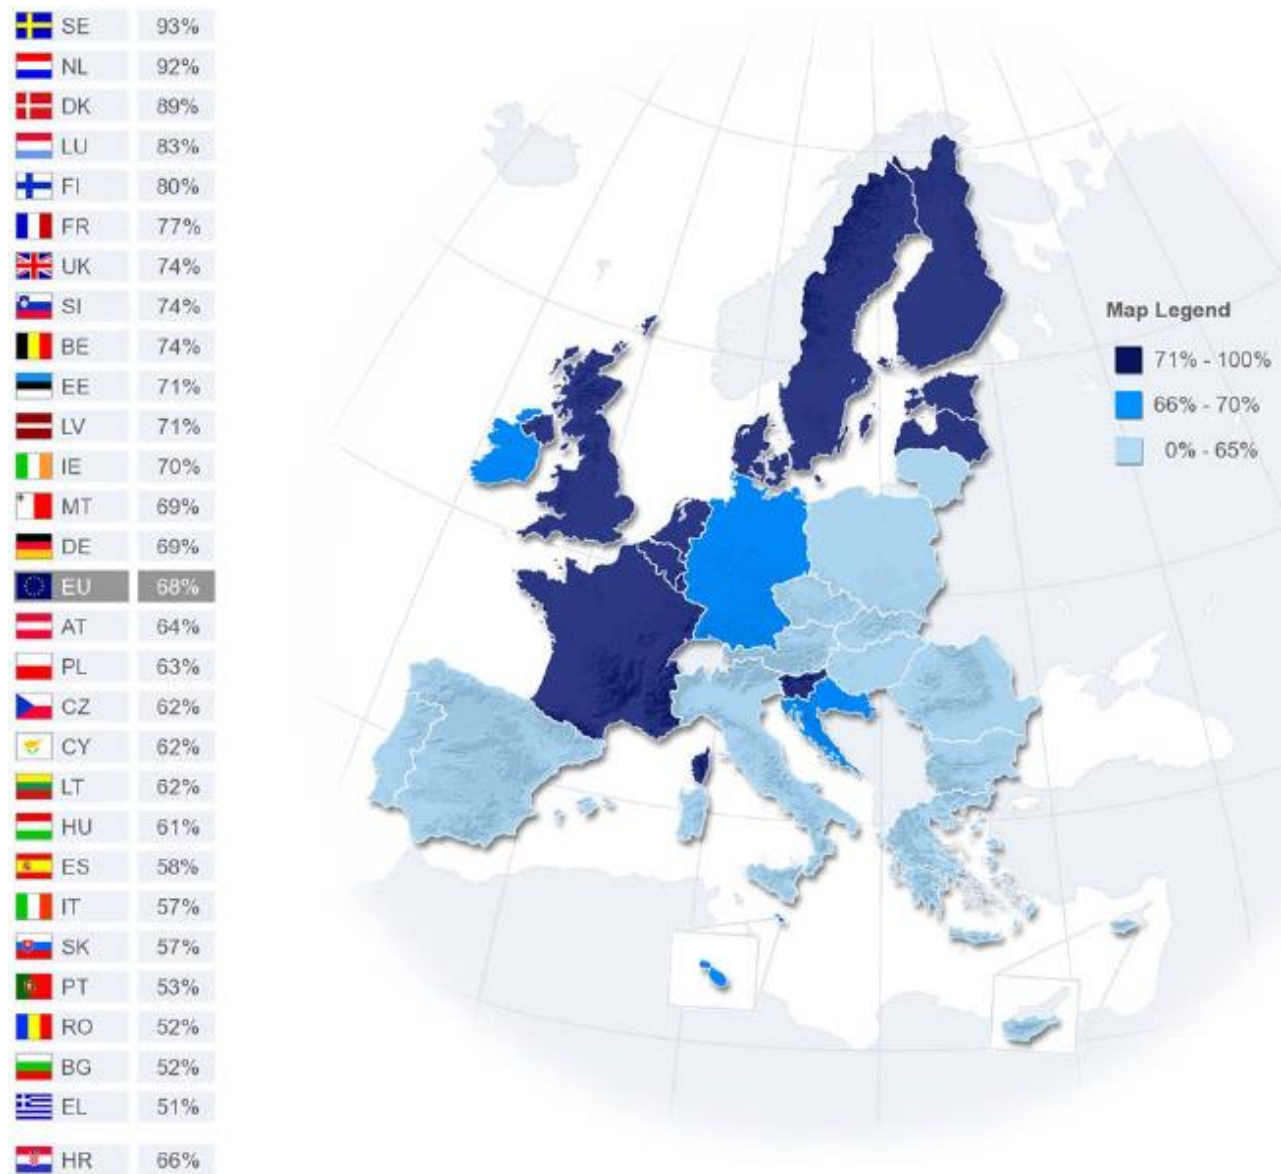 SE 93%
NL 92%
DK 89%
LU 83%
FI 80%
FR 77%
UK 74%
SI 74%
BE 74%
EE 71%
LV 71%
IE 70%
MT 69%
DE 69%
EU 68%
AT 64%
PL 63%
CZ 62%
CY 62%
LT 62%
HU 61%
ES 58%
IT 57%
SK 57%
PT 53%
RO 52%
BG 52%
EL 51%
HR 66%
Map Legend
71% - 100%
66% - 70%
0% - 65%